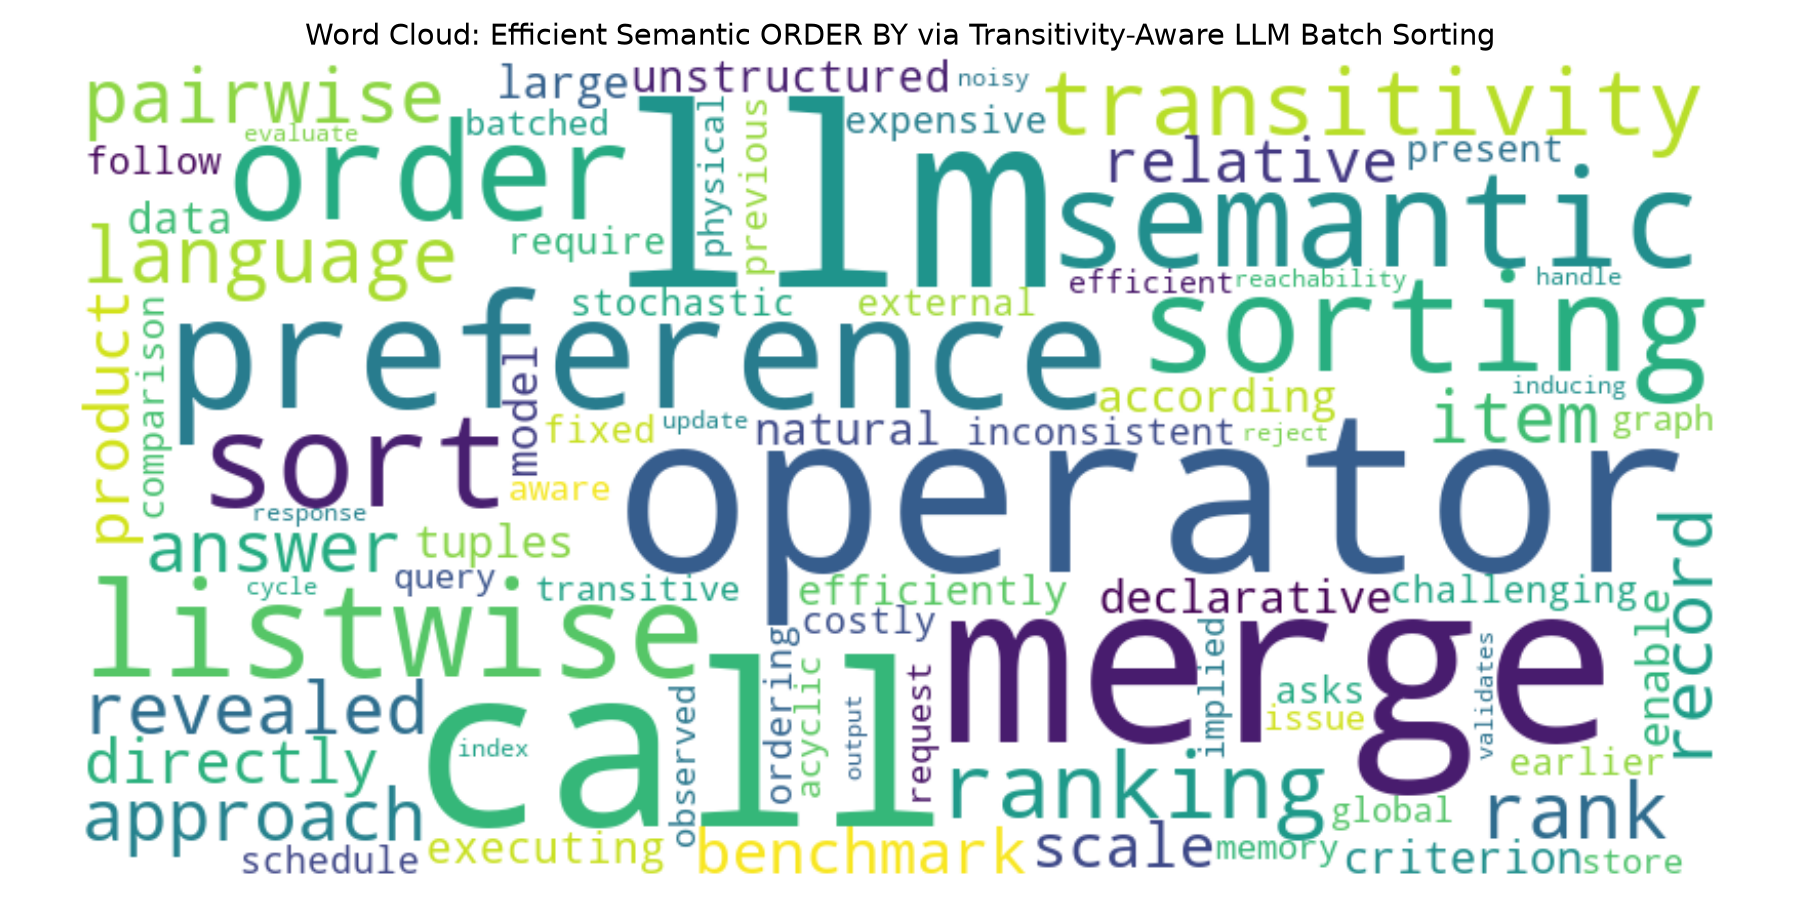 Word Cloud: Efficient Semantic ORDER BY via Transitivity-Aware LLM Batch Sorting
pairwise
large
unstructured
noisy
transitivity
evaluate
batched
llm
physical
previous
expensive
follow
order
relative
present
data
language
require
semantic
efficient
reachability
handle
product
comparison
stochastic
external
preference
sorting
model
according
inducing
item
graph
sort
fixed
update
natural
inconsistent
reject
aware
operator
response
answer
tuples
record
cycle
query
transitive
efficiently
declarative
challenging
listwise
costly
merge
enable
revealed
call
observed
ordering
acyclic
output
request
implied
asks
issue
validates
directly
index
ranking
earlier
approach
global
rank
schedule
executing
benchmark
scale
memory
criterion
store